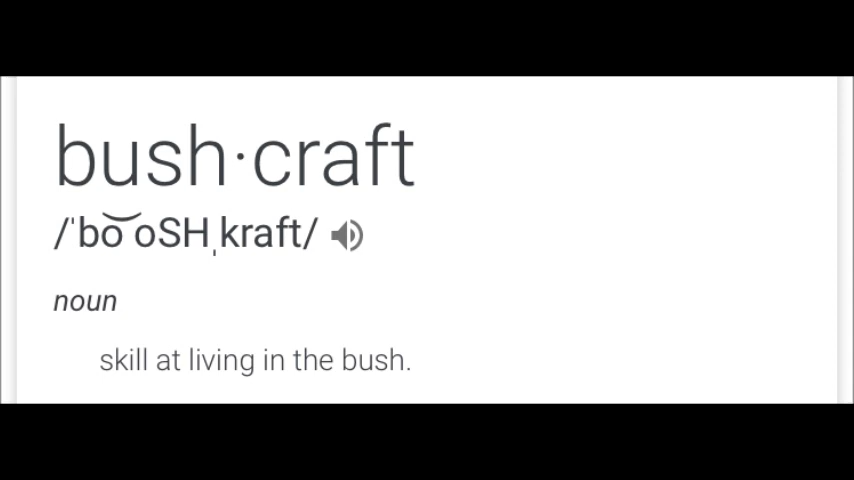 bush·craft
/ˈbo͝oSHˌkraft/
noun
skill at living in the bush.